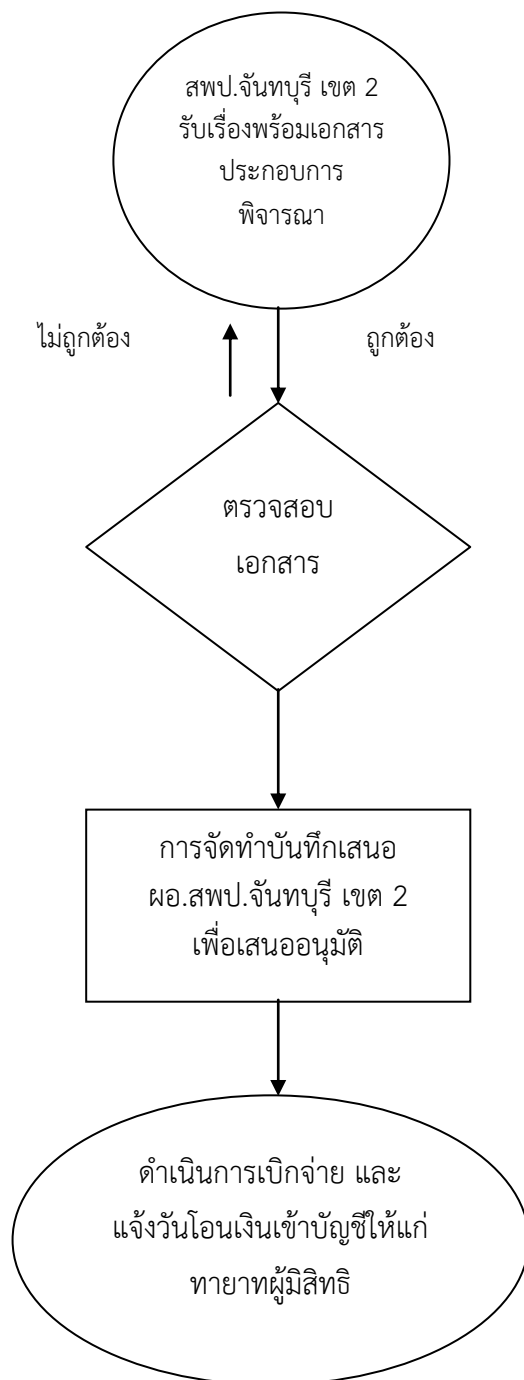 สพป.จันทบุรี เขต 2
รับเรื่องพร้อมเอกสาร
ประกอบการ
พิจารณา
ไม่ถูกต้อง
ถูกต้อง
ตรวจสอบ
เอกสาร
การจัดทำบันทึกเสนอ
ผอ.สพป.จันทบุรี เขต 2
เพื่อเสนออนุมัติ
ดำเนินการเบิกจ่าย และ
แจ้งวันโอนเงินเข้าบัญชีให้แก่
ทายาทผู้มิสิทธิ